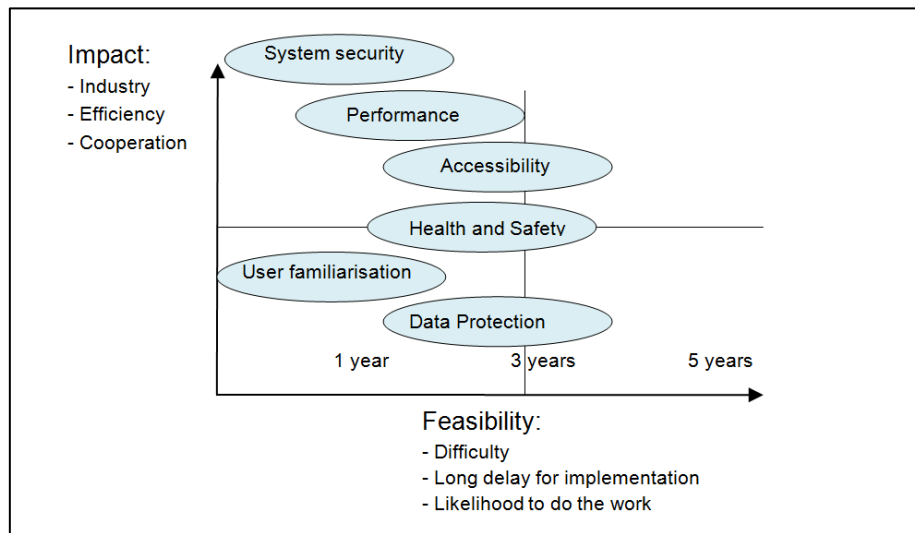 Impact:
- Industry
- Efficiency
- Cooperation
System security
Performance
Accessibility
Health and Safety
User familiarisation
Data Protection
1 year
3 years
5 years
Feasibility:
- Difficulty
- Long delay for implementation
- Likelihood to do the work